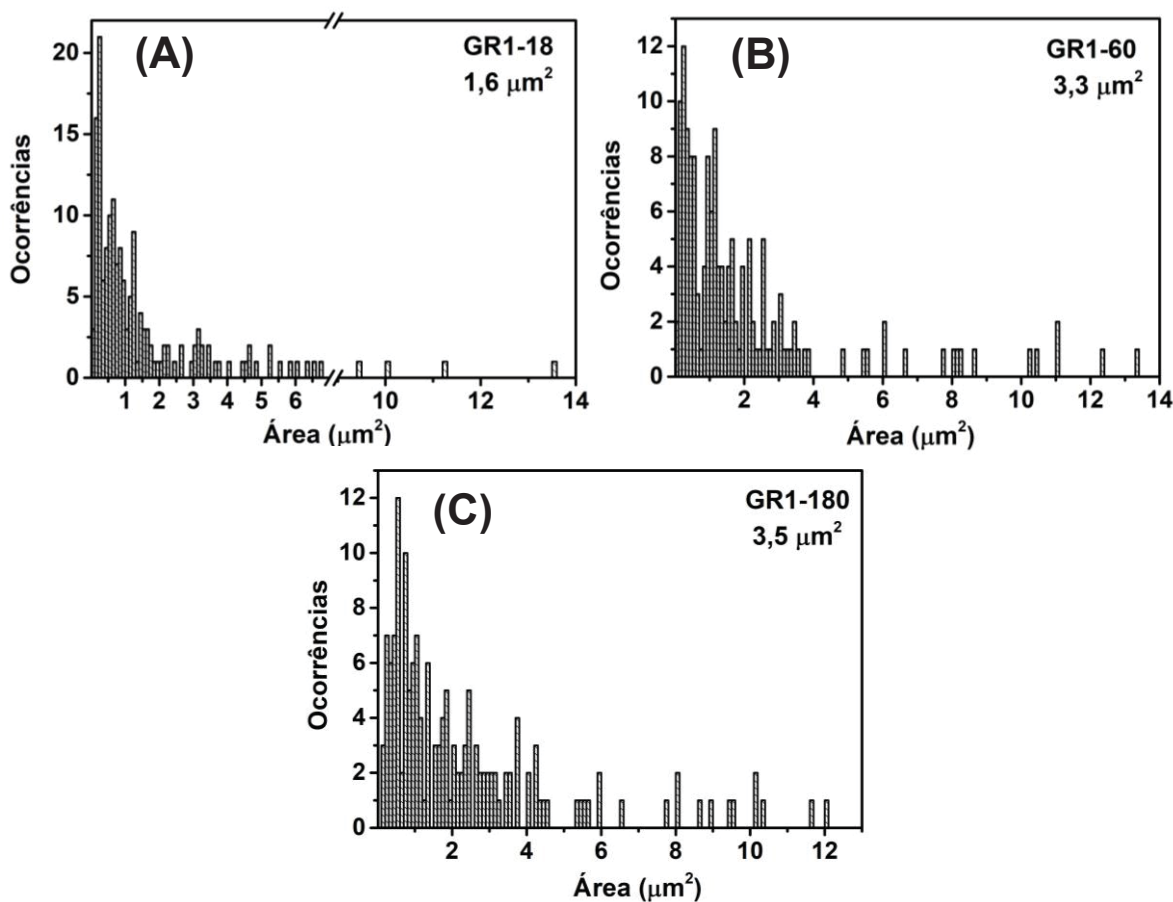 (A)
GR1-18
1,6 μm²
Ocorrências
20
15
10
5
0
1 2 3 4 5 6 10 12 14
Área (μm²)
(B)
GR1-60
3,3 μm²
Ocorrências
12
10
8
6
4
2
0
2 4 6 8 10 12 14
Área (μm²)
(C)
GR1-180
3,5 μm²
Ocorrências
12
10
8
6
4
2
0
2 4 6 8 10 12
Área (μm²)